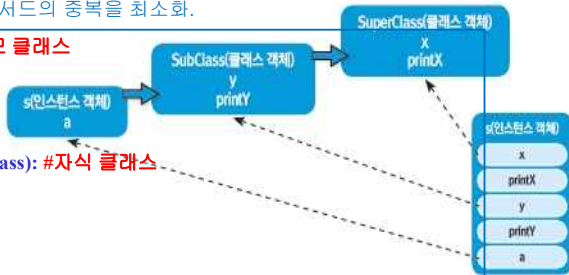 서드의 중복을 최소화.
클래스
SuperClass(클래스 객체)
x
printX
SubClass(클래스 객체)
y
printY
s(인스턴스 객체)
a
ass): #자식 클래스
s(인스턴스 객체)
x
printX
y
printY
a